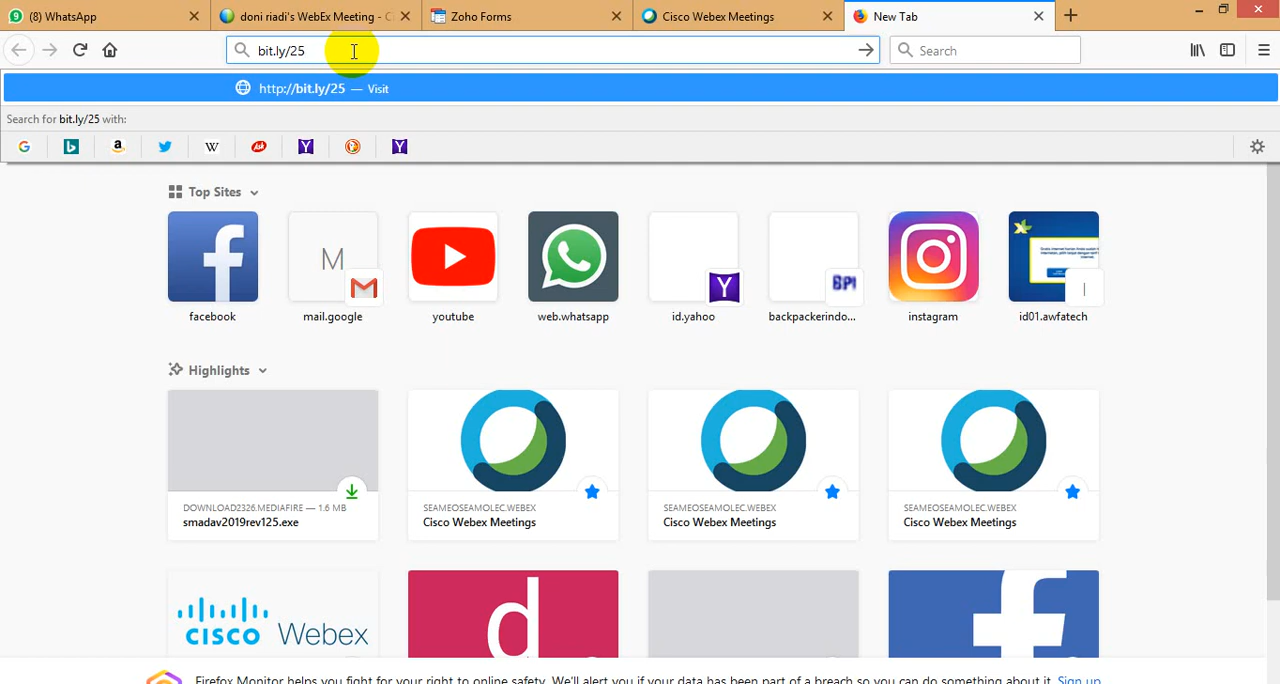 (8) WhatsApp
doni riadi's WebEx Meeting - C
Zoho Forms
Cisco Webex Meetings
New Tab
bit.ly/25
Search
http://bit.ly/25 — Visit
Search for bit.ly/25 with:
Top Sites
M
BPI
facebook
mail.google
youtube
web.whatsapp
id.yahoo
backpackerindo...
instagram
id01.awfatech
Highlights
DOWNLOAD2326.MEDIAFIRE — 1.6 MB
smadav2019rev125.exe
SEAMEOSEAMOLEC.WEBEX
Cisco Webex Meetings
SEAMEOSEAMOLEC.WEBEX
Cisco Webex Meetings
SEAMEOSEAMOLEC.WEBEX
Cisco Webex Meetings
cisco Webex
d
f
Firefox Monitor helps you fight for your right to online safety. We'll alert you if your data has been part of a breach so you can do something about it. Sign up